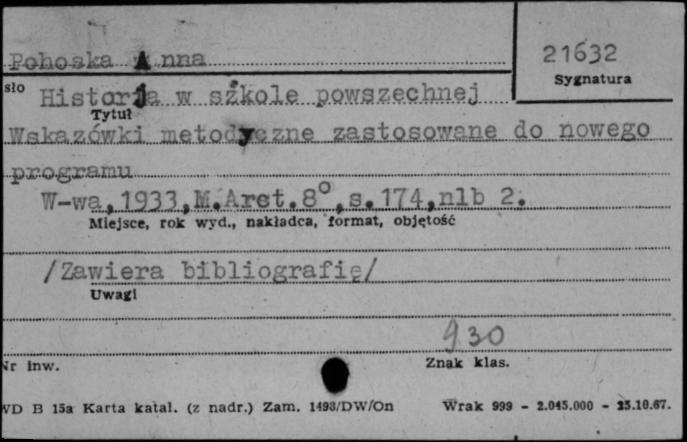 Pohoska Anna
21632
Sygnatura
sło
Historja w szkole powszechnej
Tytuł
Wskazówki metodyczne zastosowane do nowego
programu
W-wa,1933,M.Arct.8°,s.174,nlb 2.
Miejsce, rok wyd., nakładca, format, objętość
/Zawiera bibliografię/
Uwagi
930
Nr inw.
Znak klas.
WD B 15a Karta katal. (z nadr.) Zam. 1498/DW/On
Wrak 999 - 2.045.000 - 25.10.67.